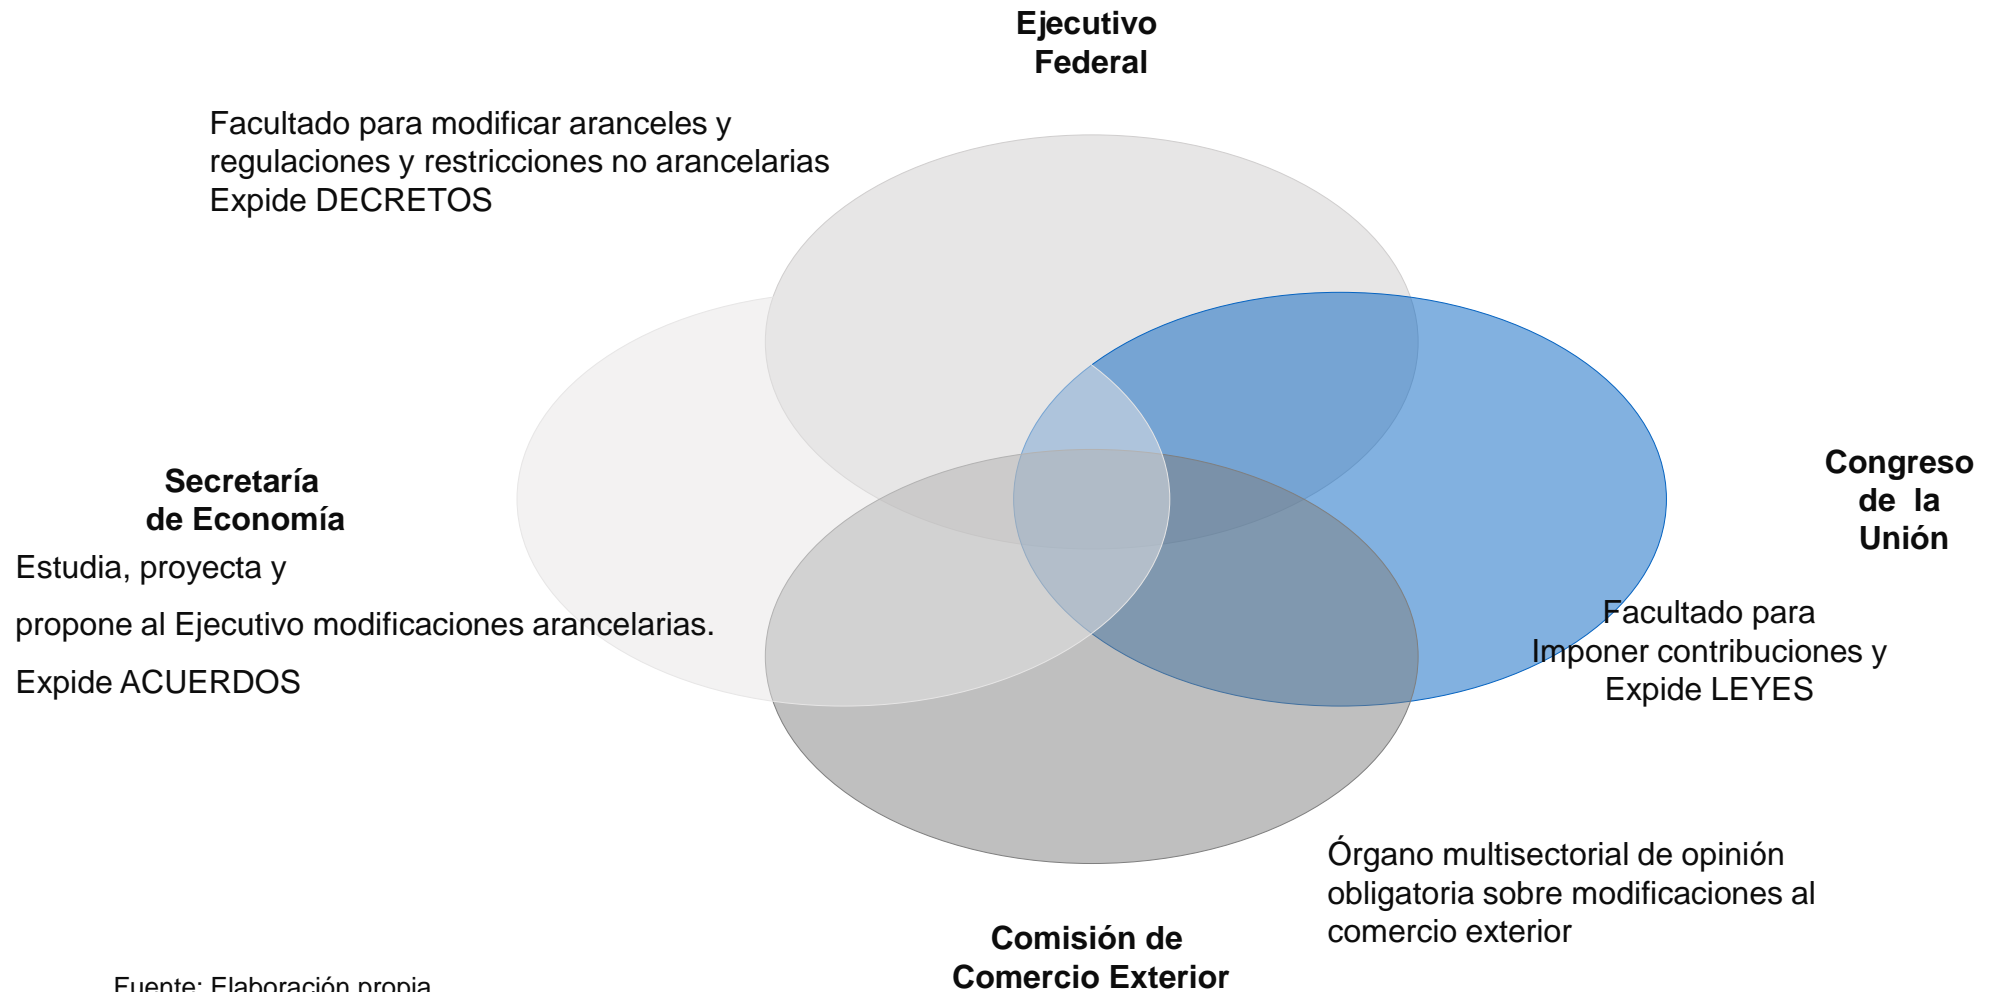 Ejecutivo
Federal
Facultado para modificar aranceles y
regulaciones y restricciones no arancelarias
Expide DECRETOS
Secretaría
de Economía
Estudia, proyecta y
propone al Ejecutivo modificaciones arancelarias.
Expide ACUERDOS
Congreso
de la
Unión
Facultado para
Imponer contribuciones y
Expide LEYES
Órgano multisectorial de opinión
obligatoria sobre modificaciones al
comercio exterior
Comisión de
Comercio Exterior
Fuente: Elaboración propia